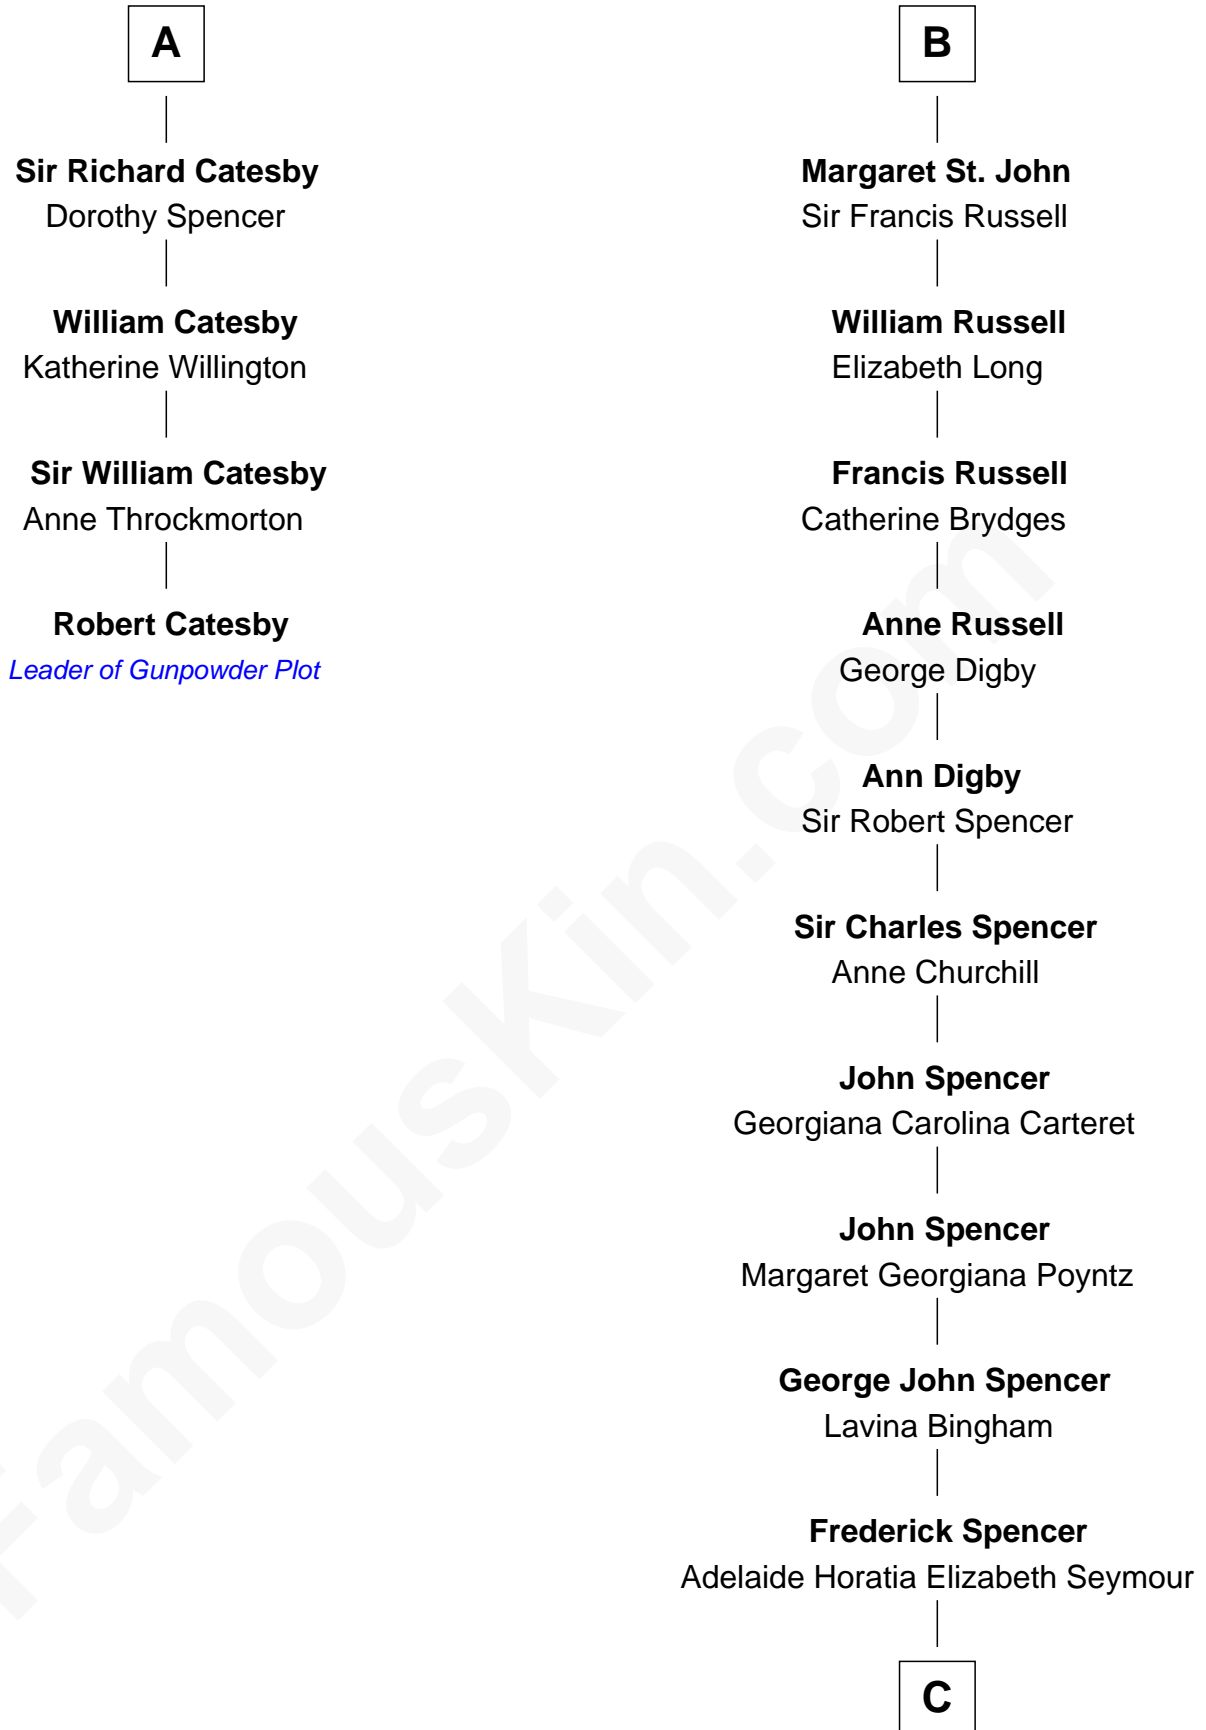 A
Sir Richard Catesby
Dorothy Spencer
William Catesby
Katherine Willington
Sir William Catesby
Anne Throckmorton
Robert Catesby
Leader of Gunpowder Plot
B
Margaret St. John
Sir Francis Russell
William Russell
Elizabeth Long
Francis Russell
Catherine Brydges
Anne Russell
George Digby
Ann Digby
Sir Robert Spencer
Sir Charles Spencer
Anne Churchill
John Spencer
Georgiana Carolina Carteret
John Spencer
Margaret Georgiana Poyntz
George John Spencer
Lavina Bingham
Frederick Spencer
Adelaide Horatia Elizabeth Seymour
C
FamousKin.com